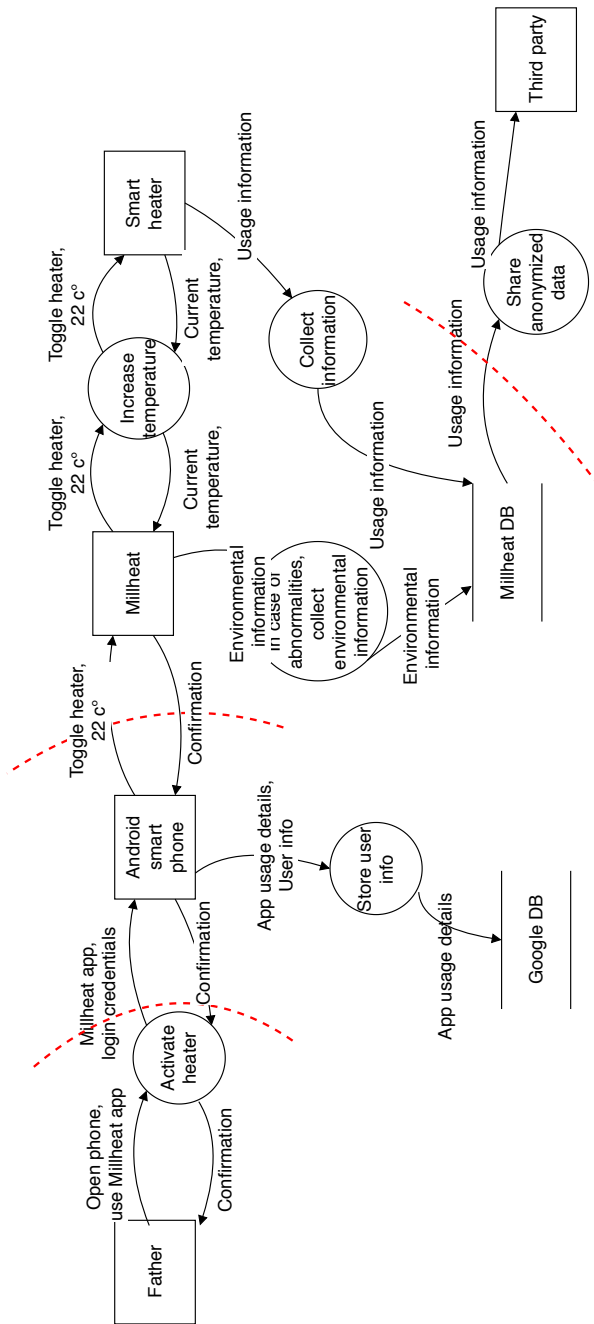 Father
Open phone,
use Millheat app
Confirmation
Activate
heater
Millheat app,
login credentials
Confirmation
Android
smart
phone
Toggle heater,
22 c°
Confirmation
Millheat
Toggle heater,
22 c°
Current
temperature,
Increase
temperature
Toggle heater,
22 c°
Current
temperature,
Smart
heater
App usage details,
User info
Store user
info
App usage details
Google DB
Environmental
information
in case of
abnormalities,
collect
environmental
information
Environmental
information
Usage information
Collect
information
Usage information
Millheat DB
Usage information
Share
anonymized
data
Usage information
Third party